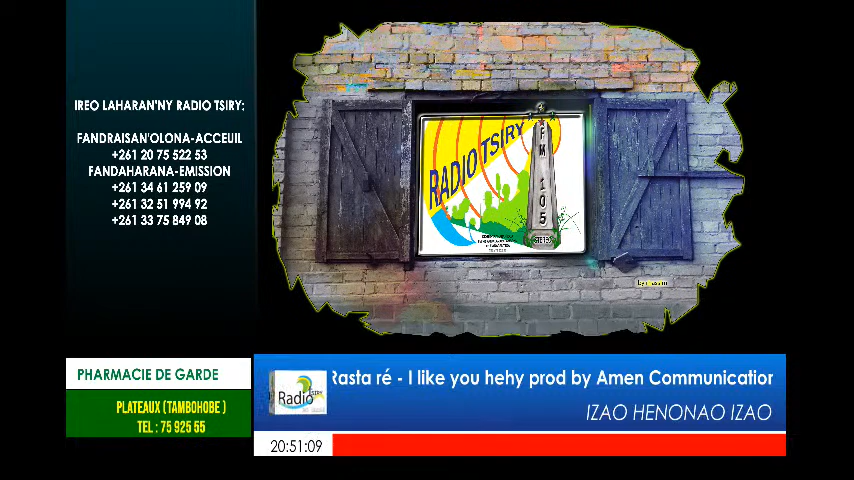 IREO LAHARAN'NY RADIO TSIRY:
FANDRAISAN'OLONA-ACCEUIL
+261 20 75 522 53
FANDAHARANA-EMISSION
+261 34 61 259 09
+261 32 51 994 92
+261 33 75 849 08
RADIO TSIRY
FM 105
STEREO
PHARMACIE DE GARDE
PLATEAUX (TAMBOHOBE )
TEL : 75 925 55
Radio TSIRY
Rasta ré - I like you hehy prod by Amen Communication
IZAO HENONAO IZAO
20:51:09